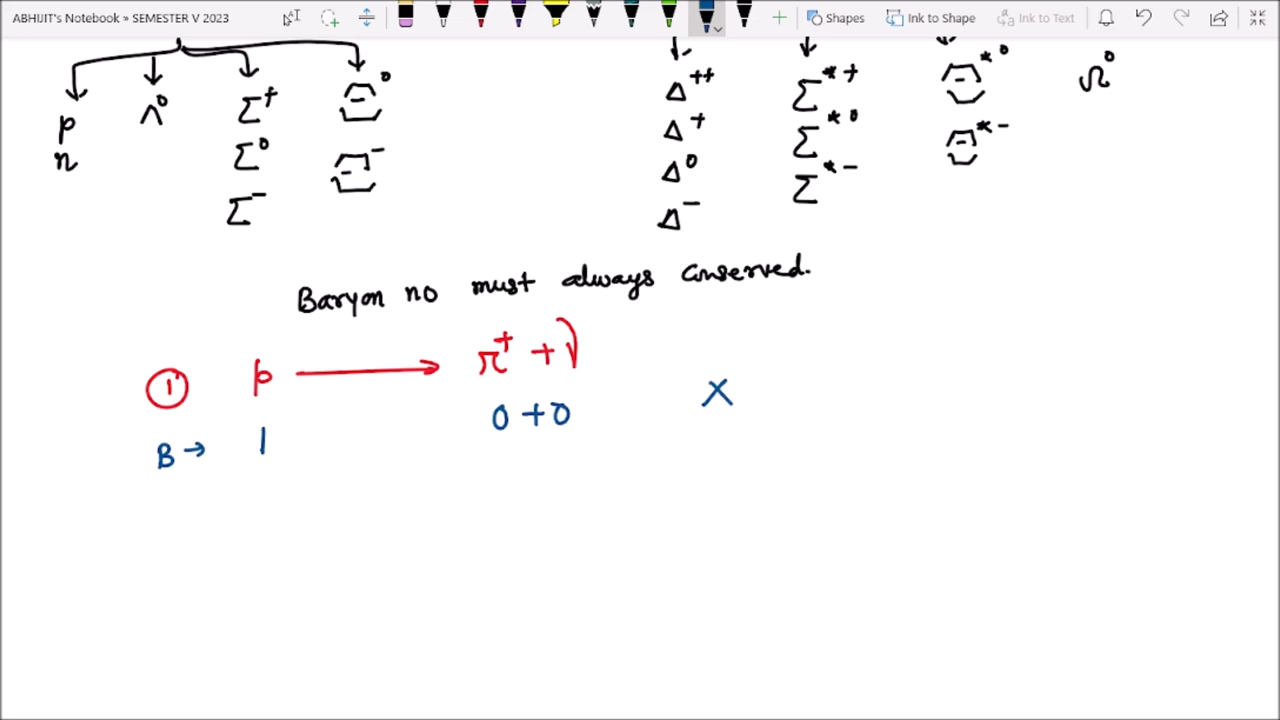 ABHIJIT's Notebook » SEMESTER V 2023
Shapes Ink to Shape Ink to Text
p Λ⁰ Σ⁺ Ξ⁰ Δ⁺⁺ Σ*⁺ Ξ*⁰ Ω⁰
n Σ⁰ Ξ⁻ Δ⁺ Σ*⁰ Ξ*⁻
Σ⁻ Δ⁰ Σ*⁻
Δ⁻
Baryon no must always conserved.
① p → π⁺ + ν
B → 1 0 + 0 X